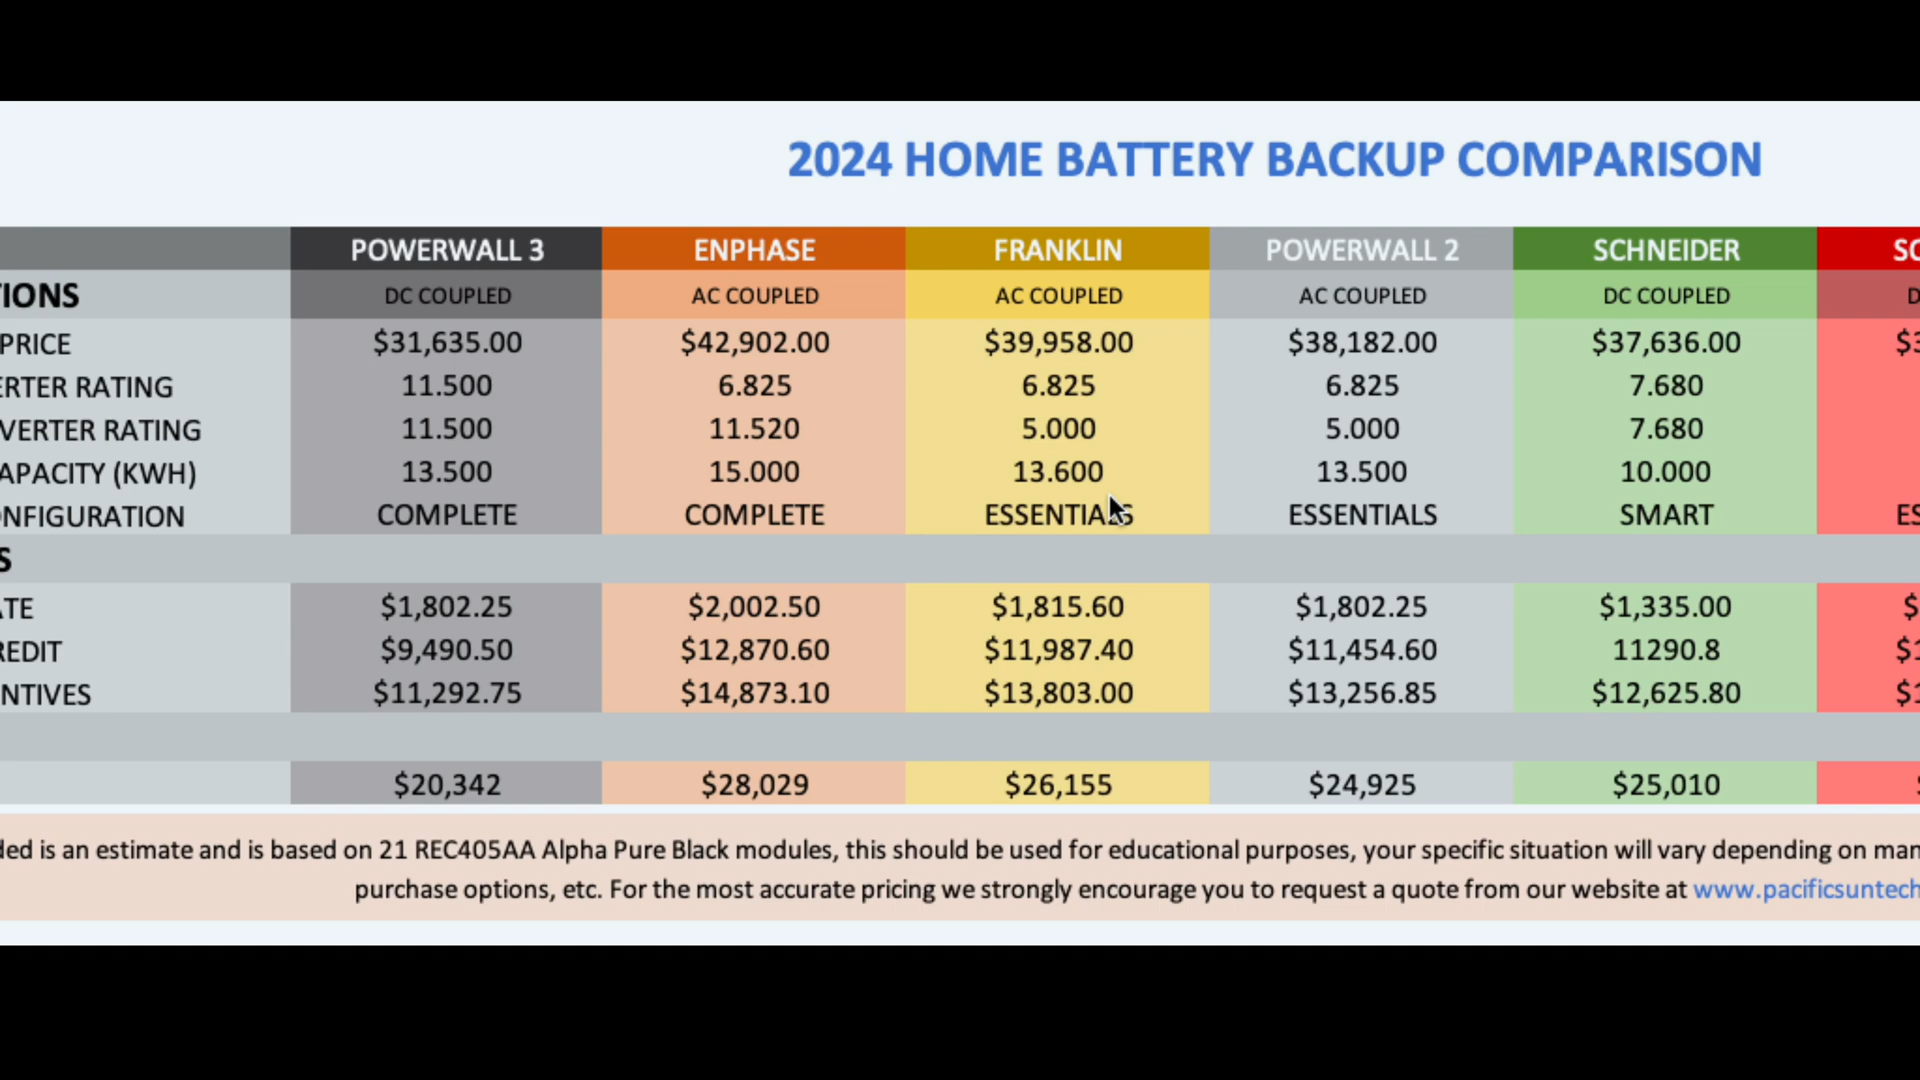 2024 HOME BATTERY BACKUP COMPARISON
POWERWALL 3 ENPHASE FRANKLIN POWERWALL 2 SCHNEIDER SC
TIONS DC COUPLED AC COUPLED AC COUPLED AC COUPLED DC COUPLED D
PRICE $31,635.00 $42,902.00 $39,958.00 $38,182.00 $37,636.00 $3
ERTER RATING 11.500 6.825 6.825 6.825 7.680
VERTER RATING 11.500 11.520 5.000 5.000 7.680
APACITY (KWH) 13.500 15.000 13.600 13.500 10.000
NFIGURATION COMPLETE COMPLETE ESSENTIALS ESSENTIALS SMART ES
S
ATE $1,802.25 $2,002.50 $1,815.60 $1,802.25 $1,335.00 $
REDIT $9,490.50 $12,870.60 $11,987.40 $11,454.60 11290.8 $1
NTIVES $11,292.75 $14,873.10 $13,803.00 $13,256.85 $12,625.80 $1
$20,342 $28,029 $26,155 $24,925 $25,010
ded is an estimate and is based on 21 REC405AA Alpha Pure Black modules, this should be used for educational purposes, your specific situation will vary depending on man
purchase options, etc. For the most accurate pricing we strongly encourage you to request a quote from our website at www.pacificsuntech